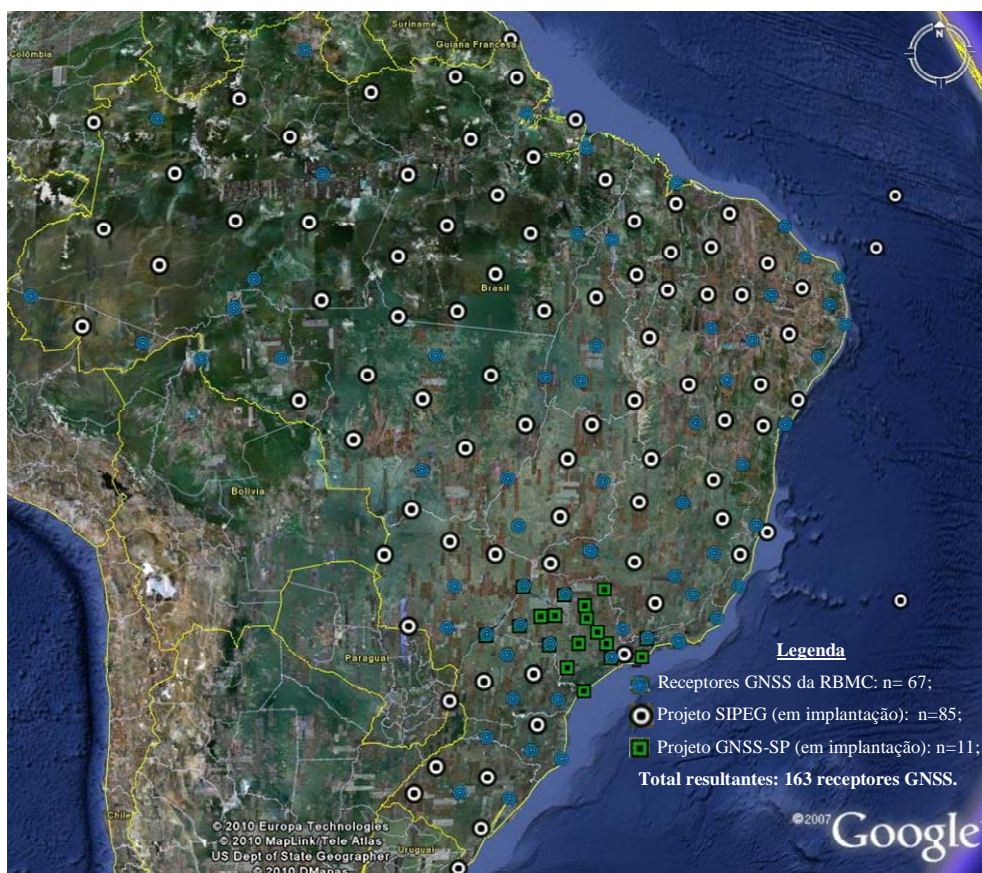 Suriname
Guiana Francesa
Colômbia
N
Brasil
Bolívia
Paraguai
Legenda
Receptores GNSS da RBMC: n= 67;
Projeto SIPEG (em implantação): n=85;
Projeto GNSS-SP (em implantação): n=11;
Total resultantes: 163 receptores GNSS.
Chile
Uruguai
© 2010 Europa Technologies
© 2010 MapLink/Tele Atlas
US Dept of State Geographer
© 2010 DMapas
©2007 Google